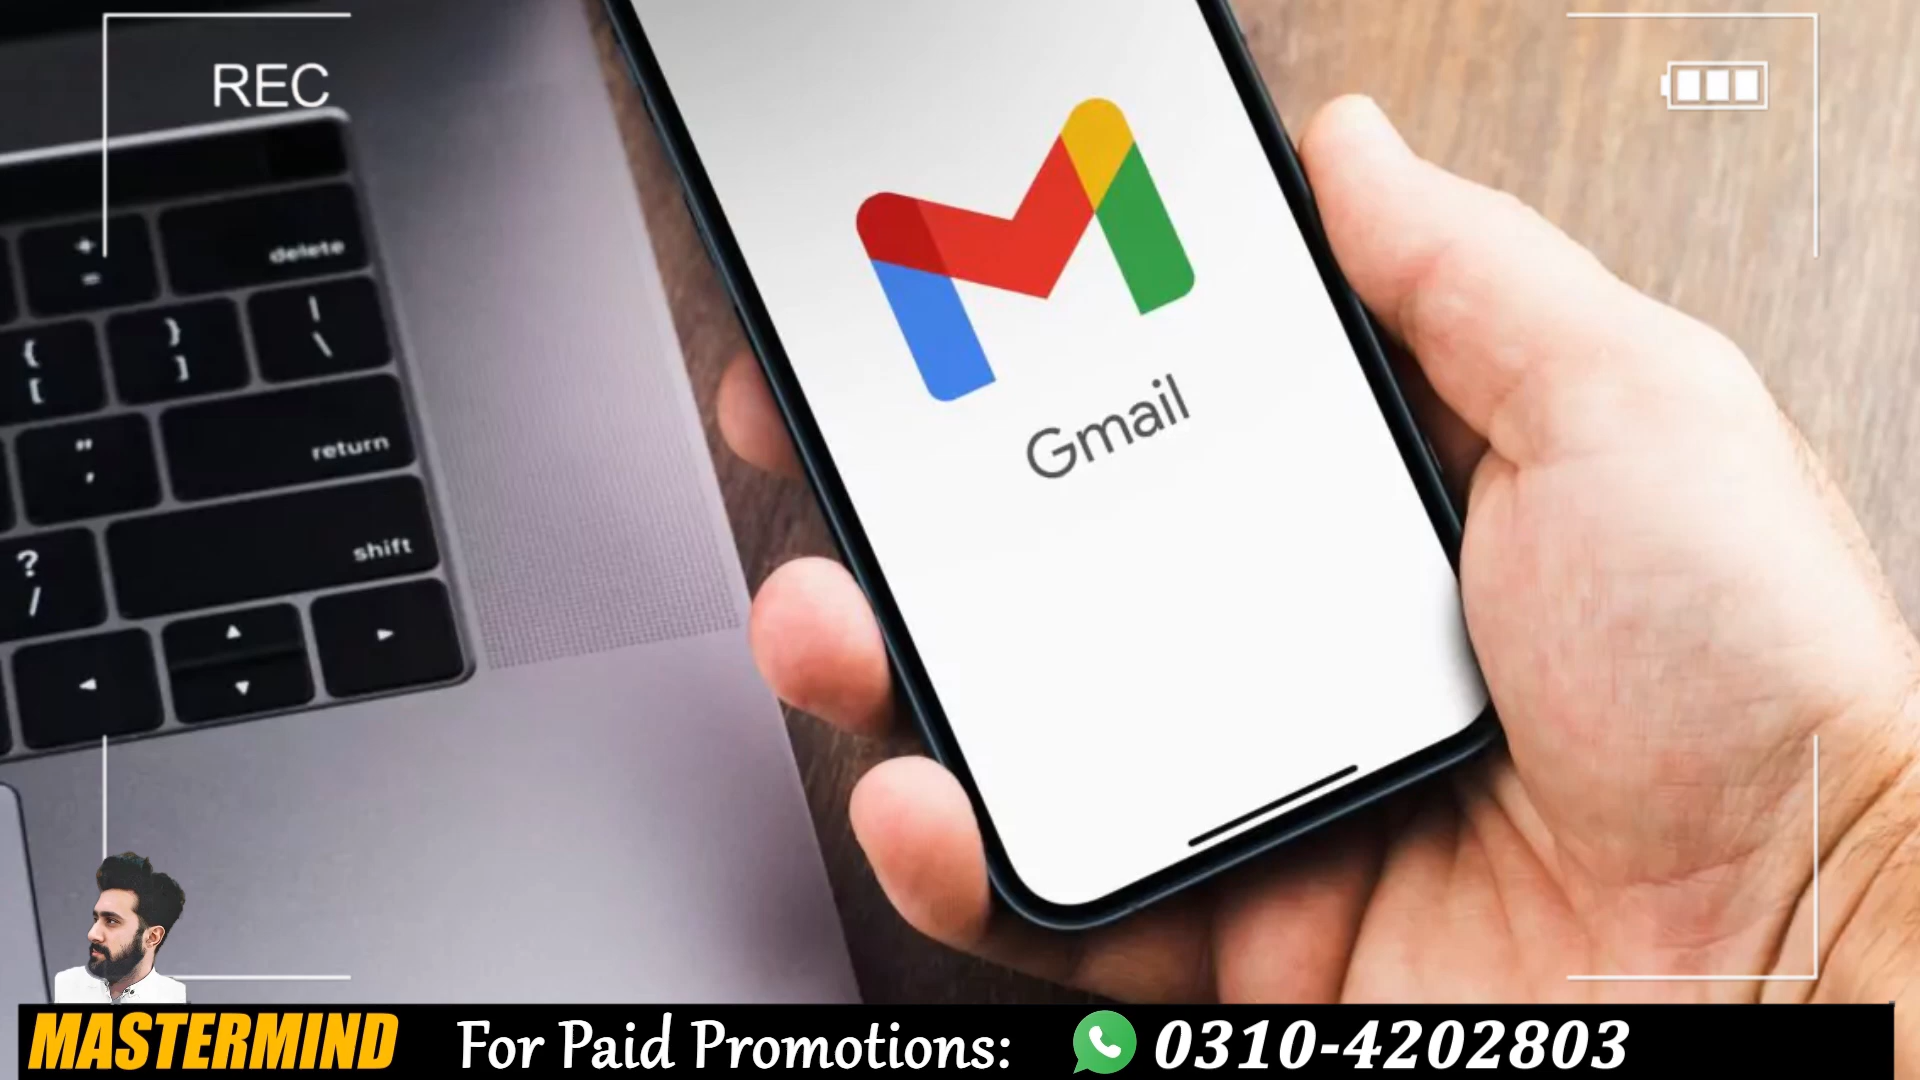 REC
+
=
delete
{
[
}
]
|
\
"
'
return
?
/
shift
Gmail
MASTERMIND For Paid Promotions: 0310-4202803